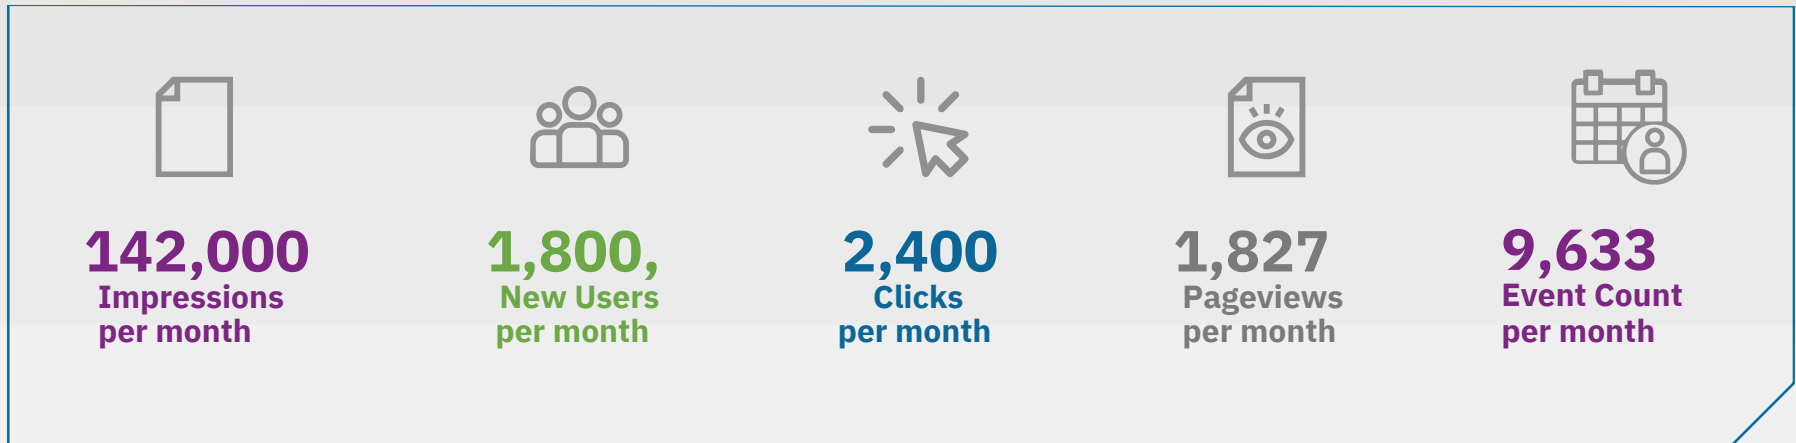 142,000
Impressions
per month
1,800,
New Users
per month
2,400
Clicks
per month
1,827
Pageviews
per month
9,633
Event Count
per month